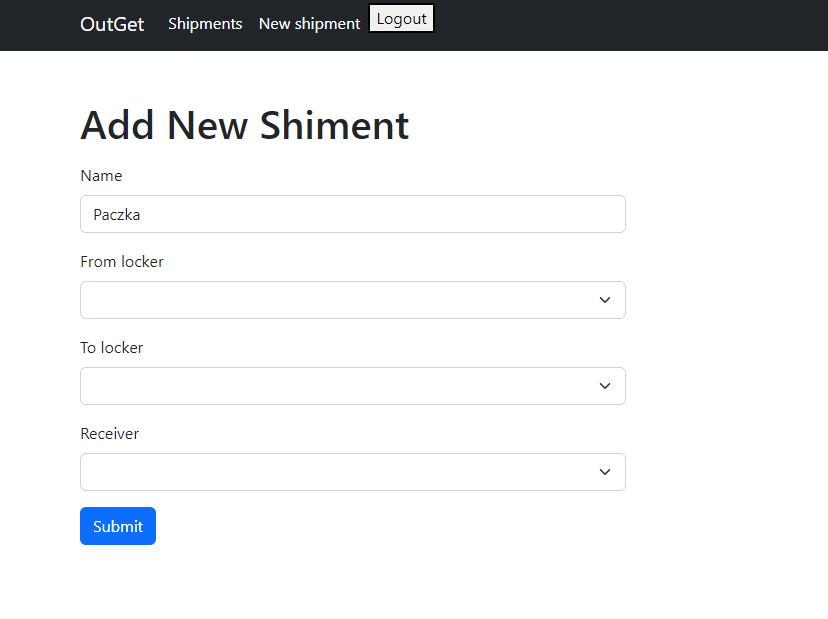 OutGet Shipments New shipment Logout
Add New Shiment
Name
Paczka
From locker
To locker
Receiver
Submit